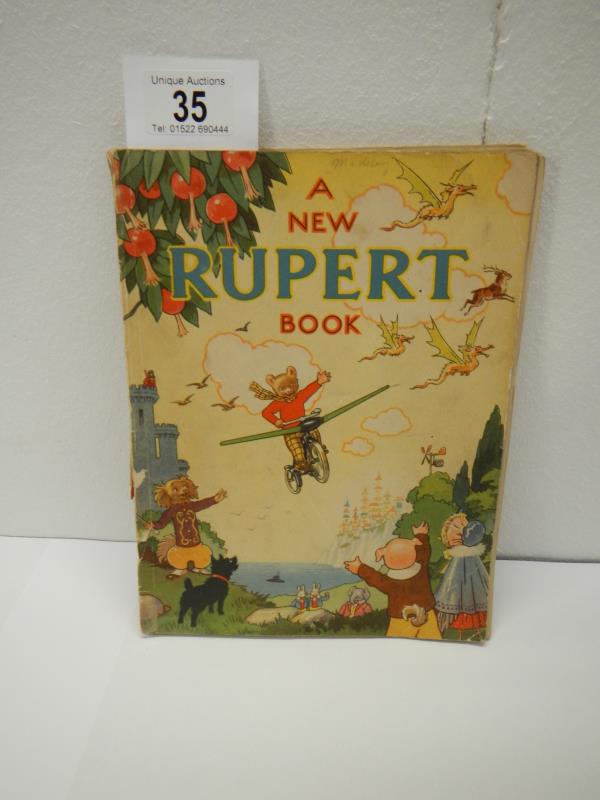 Unique Auctions
35
Tel: 01522 690444
A
NEW
RUPERT
BOOK